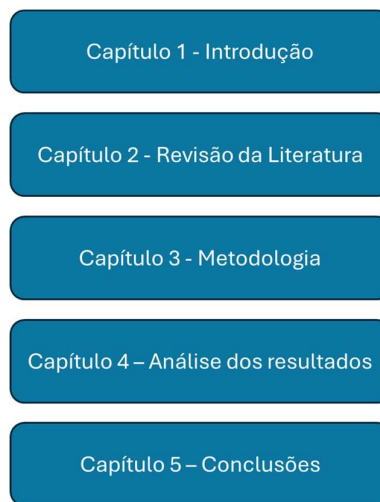 Capítulo 1 - Introdução
Capítulo 2 - Revisão da Literatura
Capítulo 3 - Metodologia
Capítulo 4 – Análise dos resultados
Capítulo 5 – Conclusões